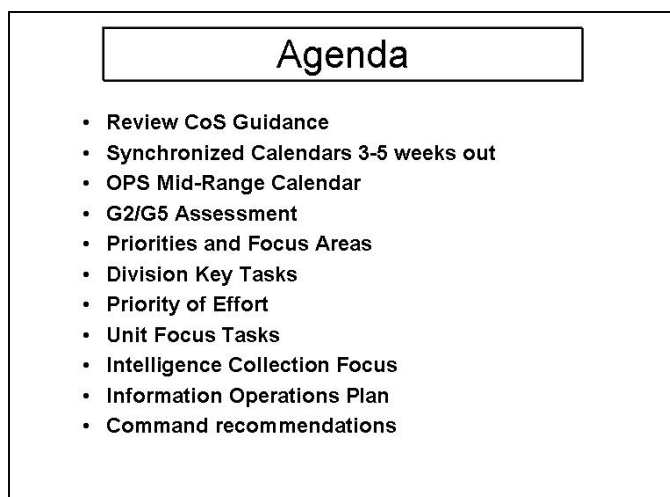 Agenda
• Review CoS Guidance
• Synchronized Calendars 3-5 weeks out
• OPS Mid-Range Calendar
• G2/G5 Assessment
• Priorities and Focus Areas
• Division Key Tasks
• Priority of Effort
• Unit Focus Tasks
• Intelligence Collection Focus
• Information Operations Plan
• Command recommendations